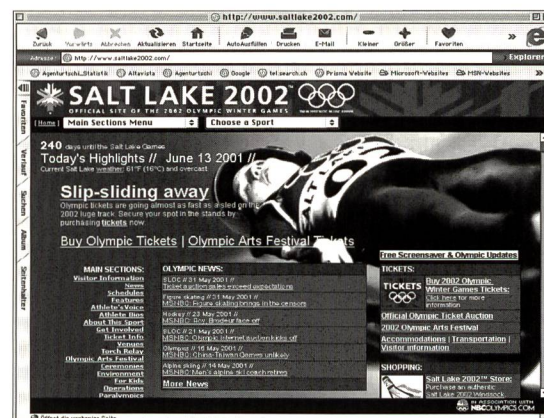 http://www.saltlake2002.com/
Zurück Vorwärts Abbrechen Aktualisieren Startseite AutoAusfüllen Drucken E-Mail Kleiner Größer Favoriten
Adresse: http://www.saltlake2002.com/
Explorer
Agenturtschi_Statistik Altavista Agenturtschi Google tel.search.ch Prisma Website Microsoft-Websites MSN-Websites
Favoriten
Verlauf
Suchen
Album
Seitenhalter
SALT LAKE 2002
OFFICIAL SITE OF THE 2002 OLYMPIC WINTER GAMES
[Home] Main Sections Menu Choose a Sport
240 days until the Salt Lake Games
Today's Highlights // June 13 2001 //
Current Salt Lake weather: 61°F (16°C) and overcast
Slip-sliding away
Olympic tickets are going almost as fast as a sled on the
2002 luge track. Secure your spot in the stands by
purchasing tickets now.
Buy Olympic Tickets | Olympic Arts Festival Tickets
Free Screensaver & Olympic Updates
MAIN SECTIONS:
Visitor Information
News
Schedules
Features
Athlete's Voice
Athlete Bios
About This Sport
Get Involved
Ticket Info
Venues
Torch Relay
Olympic Arts Festival
Ceremonies
Environment
For Kids
Operations
Paralympics
OLYMPIC NEWS:
SLOC // 31 May 2001 //
Ticket auction sales exceed expectations
Figure skating // 31 May 2001 //
MSNBC: Figure skating brings in the censors
Hockey // 23 May 2001 //
MSNBC: Roy, Brodeur face off
SLOC // 21 May 2001 //
MSNBC: Olympic internet auction kicks off
Olympics // 15 May 2001 //
MSNBC: China-Taiwan Games unlikely
Alpine skiing // 14 May 2001 //
MSNBC: Men's alpine ski coach retires
More News
TICKETS:
TICKETS
Buy 2002 Olympic
Winter Games Tickets:
Click here for more
information
Official Olympic Ticket Auction
2002 Olympic Arts Festival
Accommodations | Transportation |
Visitor information
SHOPPING:
Salt Lake 2002™ Store:
Purchase an authentic
Salt Lake 2002 Windsock
IN ASSOCIATION WITH
NBCOLYMPICS.COM